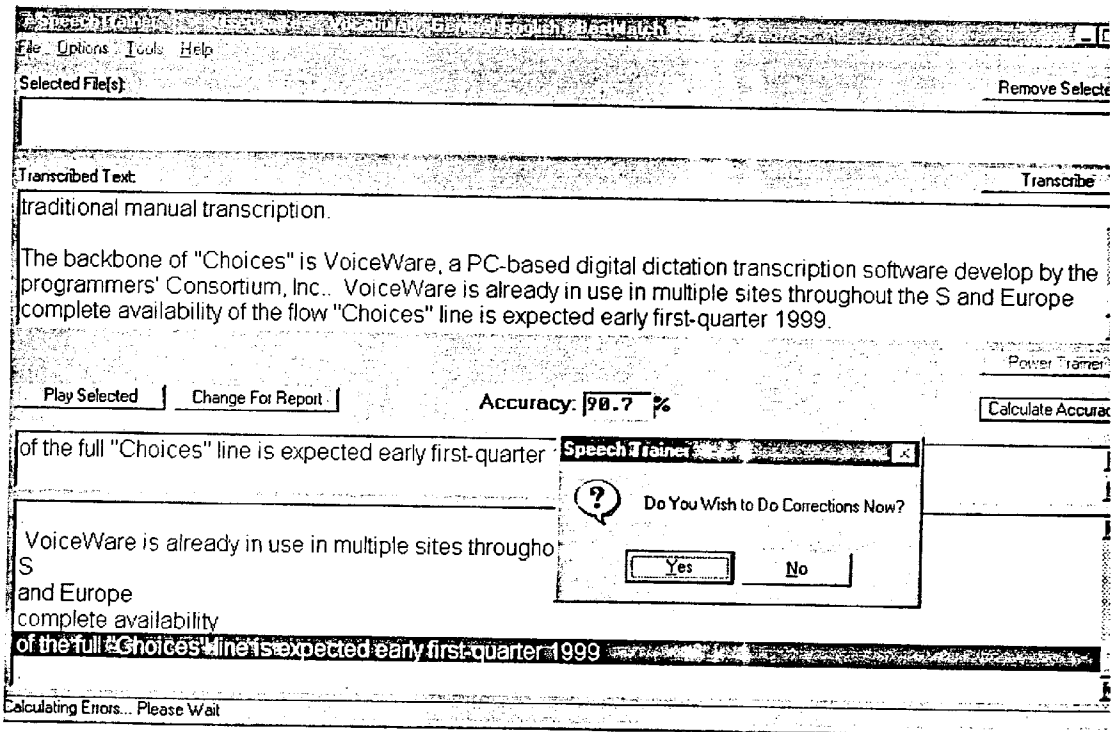 SpeechTrainer Vocabulary: General English: BestMatch
File Options Tools Help
Selected File(s):
Remove Selecte
Transcribed Text:
Transcribe
traditional manual transcription.
The backbone of "Choices" is VoiceWare, a PC-based digital dictation transcription software develop by the
programmers' Consortium, Inc.. VoiceWare is already in use in multiple sites throughout the S and Europe
complete availability of the flow "Choices" line is expected early first-quarter 1999.
Power Trainer
Play Selected Change For Report Accuracy: 90.7 % Calculate Accurac
of the full "Choices" line is expected early first-quarter
Speech Trainer
Do You Wish to Do Corrections Now?
Yes No
VoiceWare is already in use in multiple sites througho
S
and Europe
complete availability
of the full "Choices" line is expected early first-quarter 1999
Calculating Errors... Please Wait